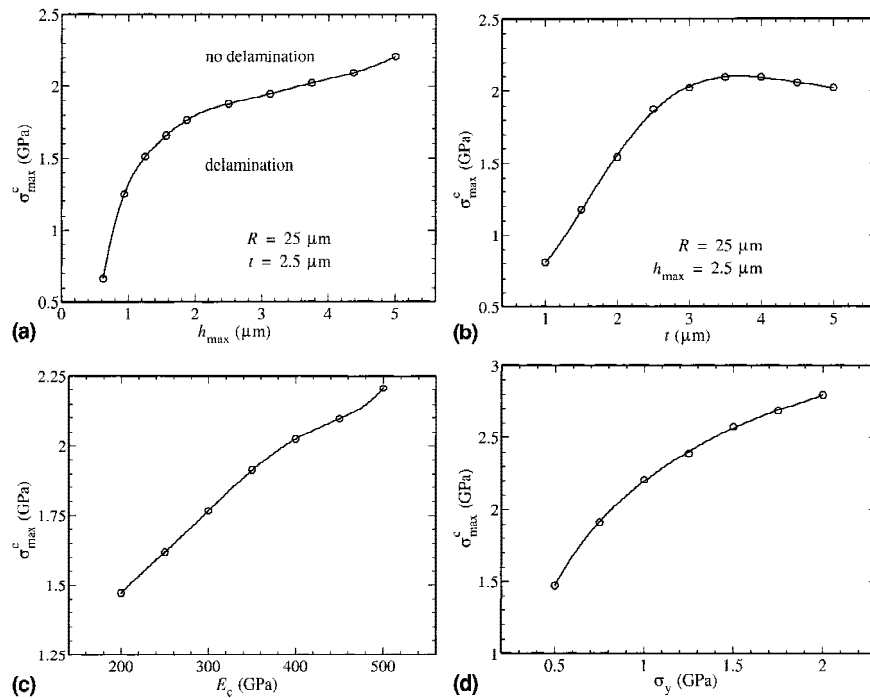 2.5
2
1.5
1
0.5
0
1
2
3
4
5
no delamination
delamination
R = 25 μm
t = 2.5 μm
σ^c_max (GPa)
h_max (μm)
(a)
2.5
2
1.5
1
0.5
1
2
3
4
5
R = 25 μm
h_max = 2.5 μm
σ^c_max (GPa)
t (μm)
(b)
2.25
2
1.75
1.5
1.25
200
300
400
500
σ^c_max (GPa)
E_c (GPa)
(c)
3
2.5
2
1.5
1
0.5
1
1.5
2
σ^c_max (GPa)
σ_y (GPa)
(d)